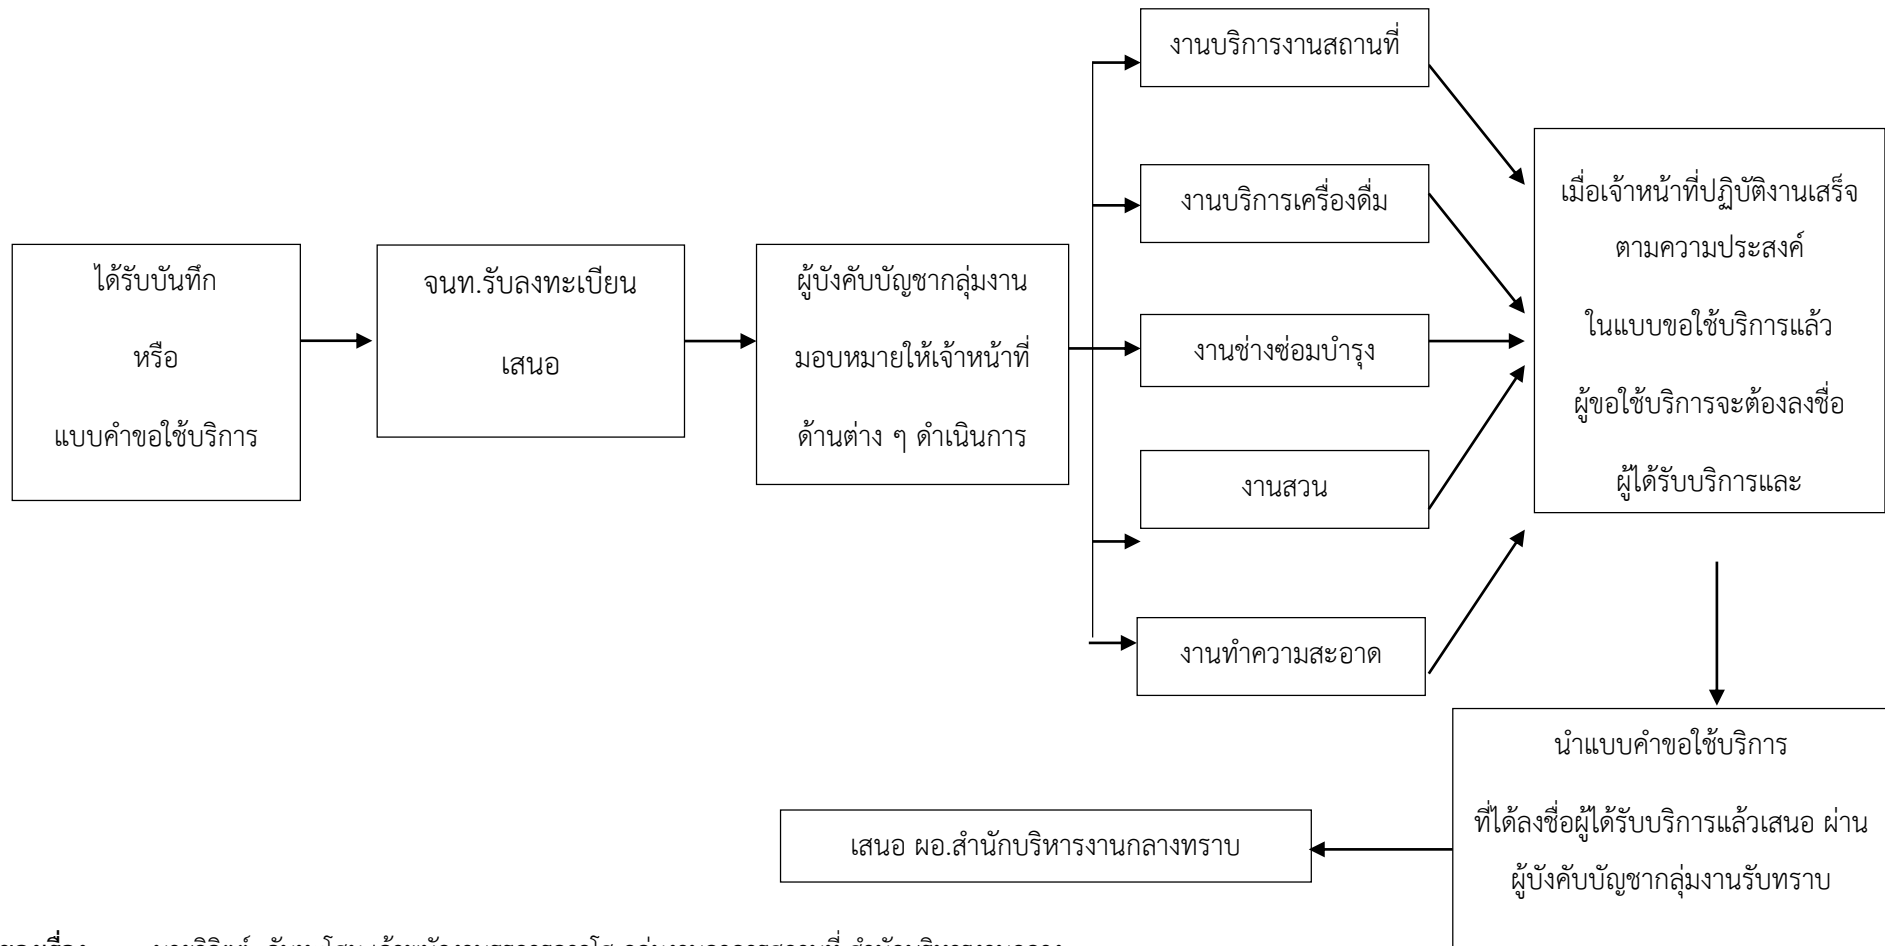 ได้รับบันทึก
หรือ
แบบคำขอใช้บริการ
จนท.รับลงทะเบียน
เสนอ
ผู้บังคับบัญชากลุ่มงาน
มอบหมายให้เจ้าหน้าที่
ด้านต่าง ๆ ดำเนินการ
งานบริการงานสถานที่
งานบริการเครื่องดื่ม
งานช่างซ่อมบำรุง
งานสวน
งานทำความสะอาด
เมื่อเจ้าหน้าที่ปฏิบัติงานเสร็จ
ตามความประสงค์
ในแบบขอใช้บริการแล้ว
ผู้ขอใช้บริการจะต้องลงชื่อ
ผู้ได้รับบริการและ
นำแบบคำขอใช้บริการ
ที่ได้ลงชื่อผู้ได้รับบริการแล้วเสนอ ผ่าน
ผู้บังคับบัญชากลุ่มงานรับทราบ
เสนอ ผอ.สำนักบริหารงานกลางทราบ